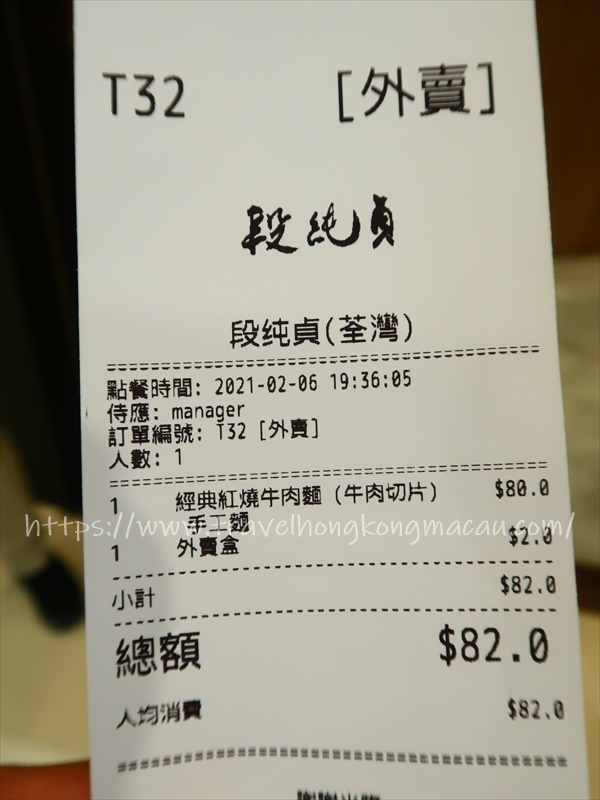 T32 [外賣]
段純貞
段纯貞(荃灣)
點餐時間: 2021-02-06 19:36:05
侍應: manager
訂單編號: T32 [外賣]
人數: 1
1 經典紅燒牛肉麵 (牛肉切片) $80.0
手工麵
1 外賣盒 $2.0
https://www.travelhongkongmacau.com/
小計 $82.0
總額 $82.0
人均消費 $82.0